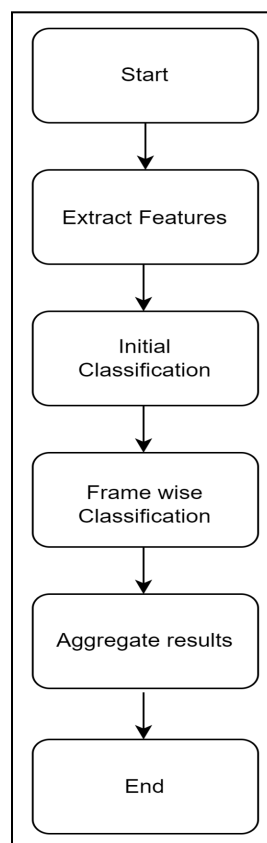 Start
Extract Features
Initial
Classification
Frame wise
Classification
Aggregate results
End